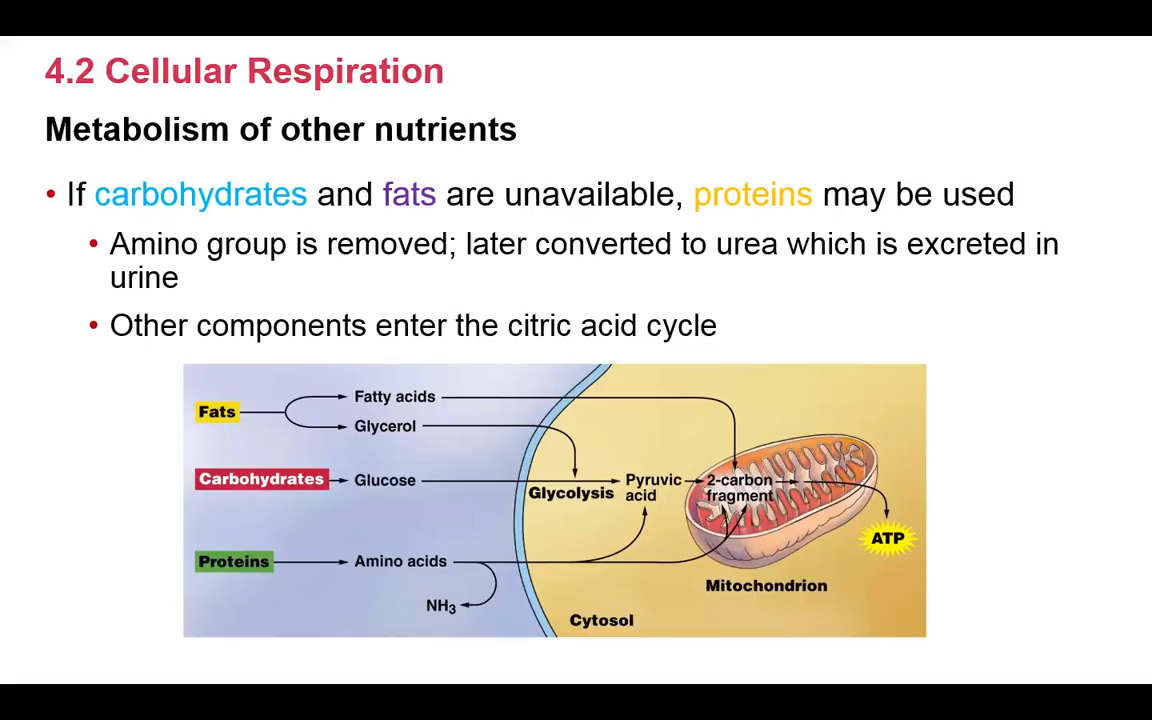 4.2 Cellular Respiration
Metabolism of other nutrients
• If carbohydrates and fats are unavailable, proteins may be used
• Amino group is removed; later converted to urea which is excreted in
urine
• Other components enter the citric acid cycle
Fats
Fatty acids
Glycerol
Carbohydrates
Glucose
Glycolysis
Pyruvic
acid
2-carbon
fragment
ATP
Proteins
Amino acids
NH₃
Mitochondrion
Cytosol